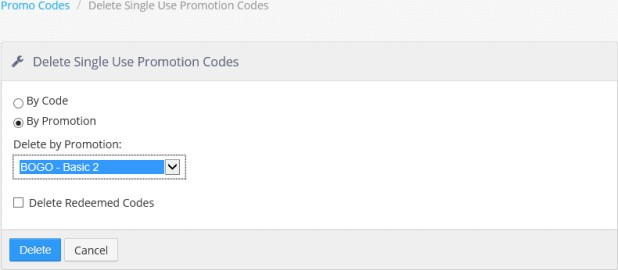 Promo Codes / Delete Single Use Promotion Codes
Delete Single Use Promotion Codes
By Code
By Promotion
Delete by Promotion:
BOGO - Basic 2
Delete Redeemed Codes
Delete Cancel